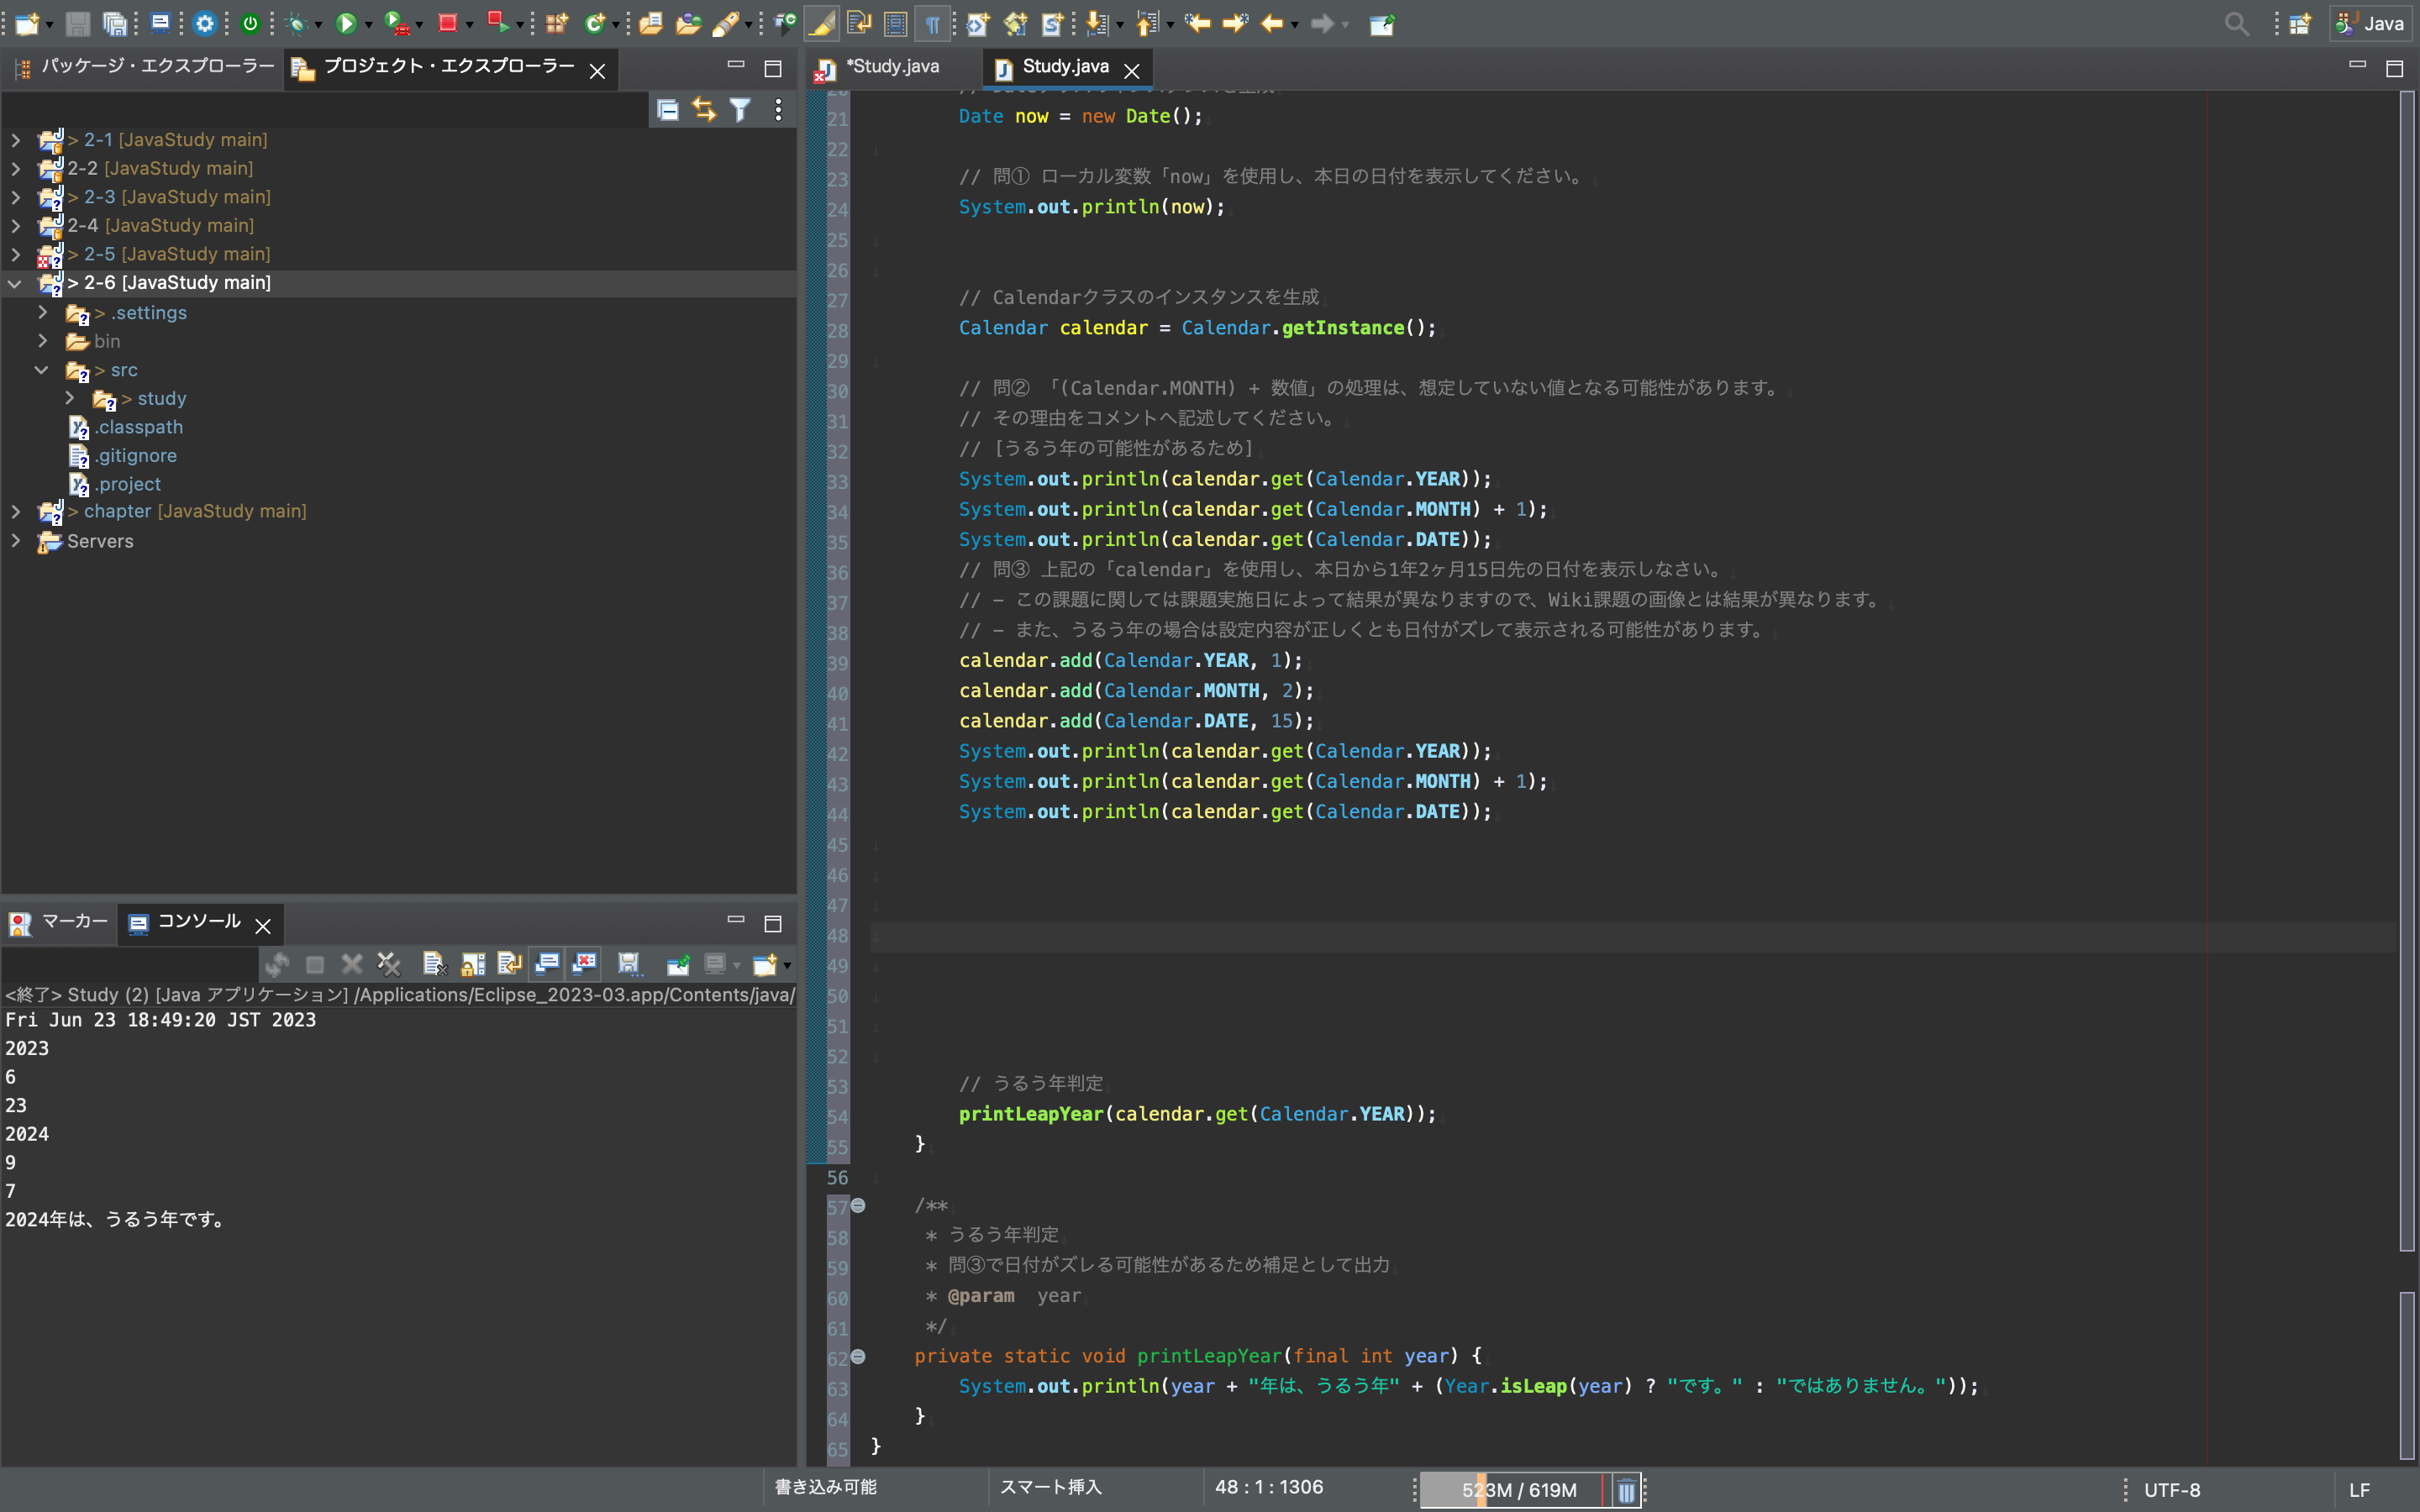 Java
パッケージ・エクスプローラー
プロジェクト・エクスプローラー
> 2-1 [JavaStudy main]
2-2 [JavaStudy main]
> 2-3 [JavaStudy main]
2-4 [JavaStudy main]
> 2-5 [JavaStudy main]
> 2-6 [JavaStudy main]
> .settings
bin
> src
> study
.classpath
.gitignore
.project
> chapter [JavaStudy main]
Servers
マーカー
コンソール
<終了> Study (2) [Java アプリケーション] /Applications/Eclipse_2023-03.app/Contents/java/
Fri Jun 23 18:49:20 JST 2023
2023
6
23
2024
9
7
2024年は、うるう年です。
*Study.java
Study.java
21 Date now = new Date();
22
23 // 問① ローカル変数「now」を使用し、本日の日付を表示してください。
24 System.out.println(now);
25
26
27 // Calendarクラスのインスタンスを生成
28 Calendar calendar = Calendar.getInstance();
29
30 // 問② 「(Calendar.MONTH) + 数値」の処理は、想定していない値となる可能性があります。
31 // その理由をコメントへ記述してください。
32 // [うるう年の可能性があるため]
33 System.out.println(calendar.get(Calendar.YEAR));
34 System.out.println(calendar.get(Calendar.MONTH) + 1);
35 System.out.println(calendar.get(Calendar.DATE));
36 // 問③ 上記の「calendar」を使用し、本日から1年2ヶ月15日先の日付を表示しなさい。
37 // - この課題に関しては課題実施日によって結果が異なりますので、Wiki課題の画像とは結果が異なります。
38 // - また、うるう年の場合は設定内容が正しくとも日付がズレて表示される可能性があります。
39 calendar.add(Calendar.YEAR, 1);
40 calendar.add(Calendar.MONTH, 2);
41 calendar.add(Calendar.DATE, 15);
42 System.out.println(calendar.get(Calendar.YEAR));
43 System.out.println(calendar.get(Calendar.MONTH) + 1);
44 System.out.println(calendar.get(Calendar.DATE));
45
46
47
48
49
50
51
52
53 // うるう年判定
54 printLeapYear(calendar.get(Calendar.YEAR));
55 }
56
57 /**
58 * うるう年判定
59 * 問③で日付がズレる可能性があるため補足として出力
60 * @param year
61 */
62 private static void printLeapYear(final int year) {
63 System.out.println(year + "年は、うるう年" + (Year.isLeap(year) ? "です。" : "ではありません。"));
64 }
65 }
書き込み可能
スマート挿入
48 : 1 : 1306
523M / 619M
UTF-8
LF